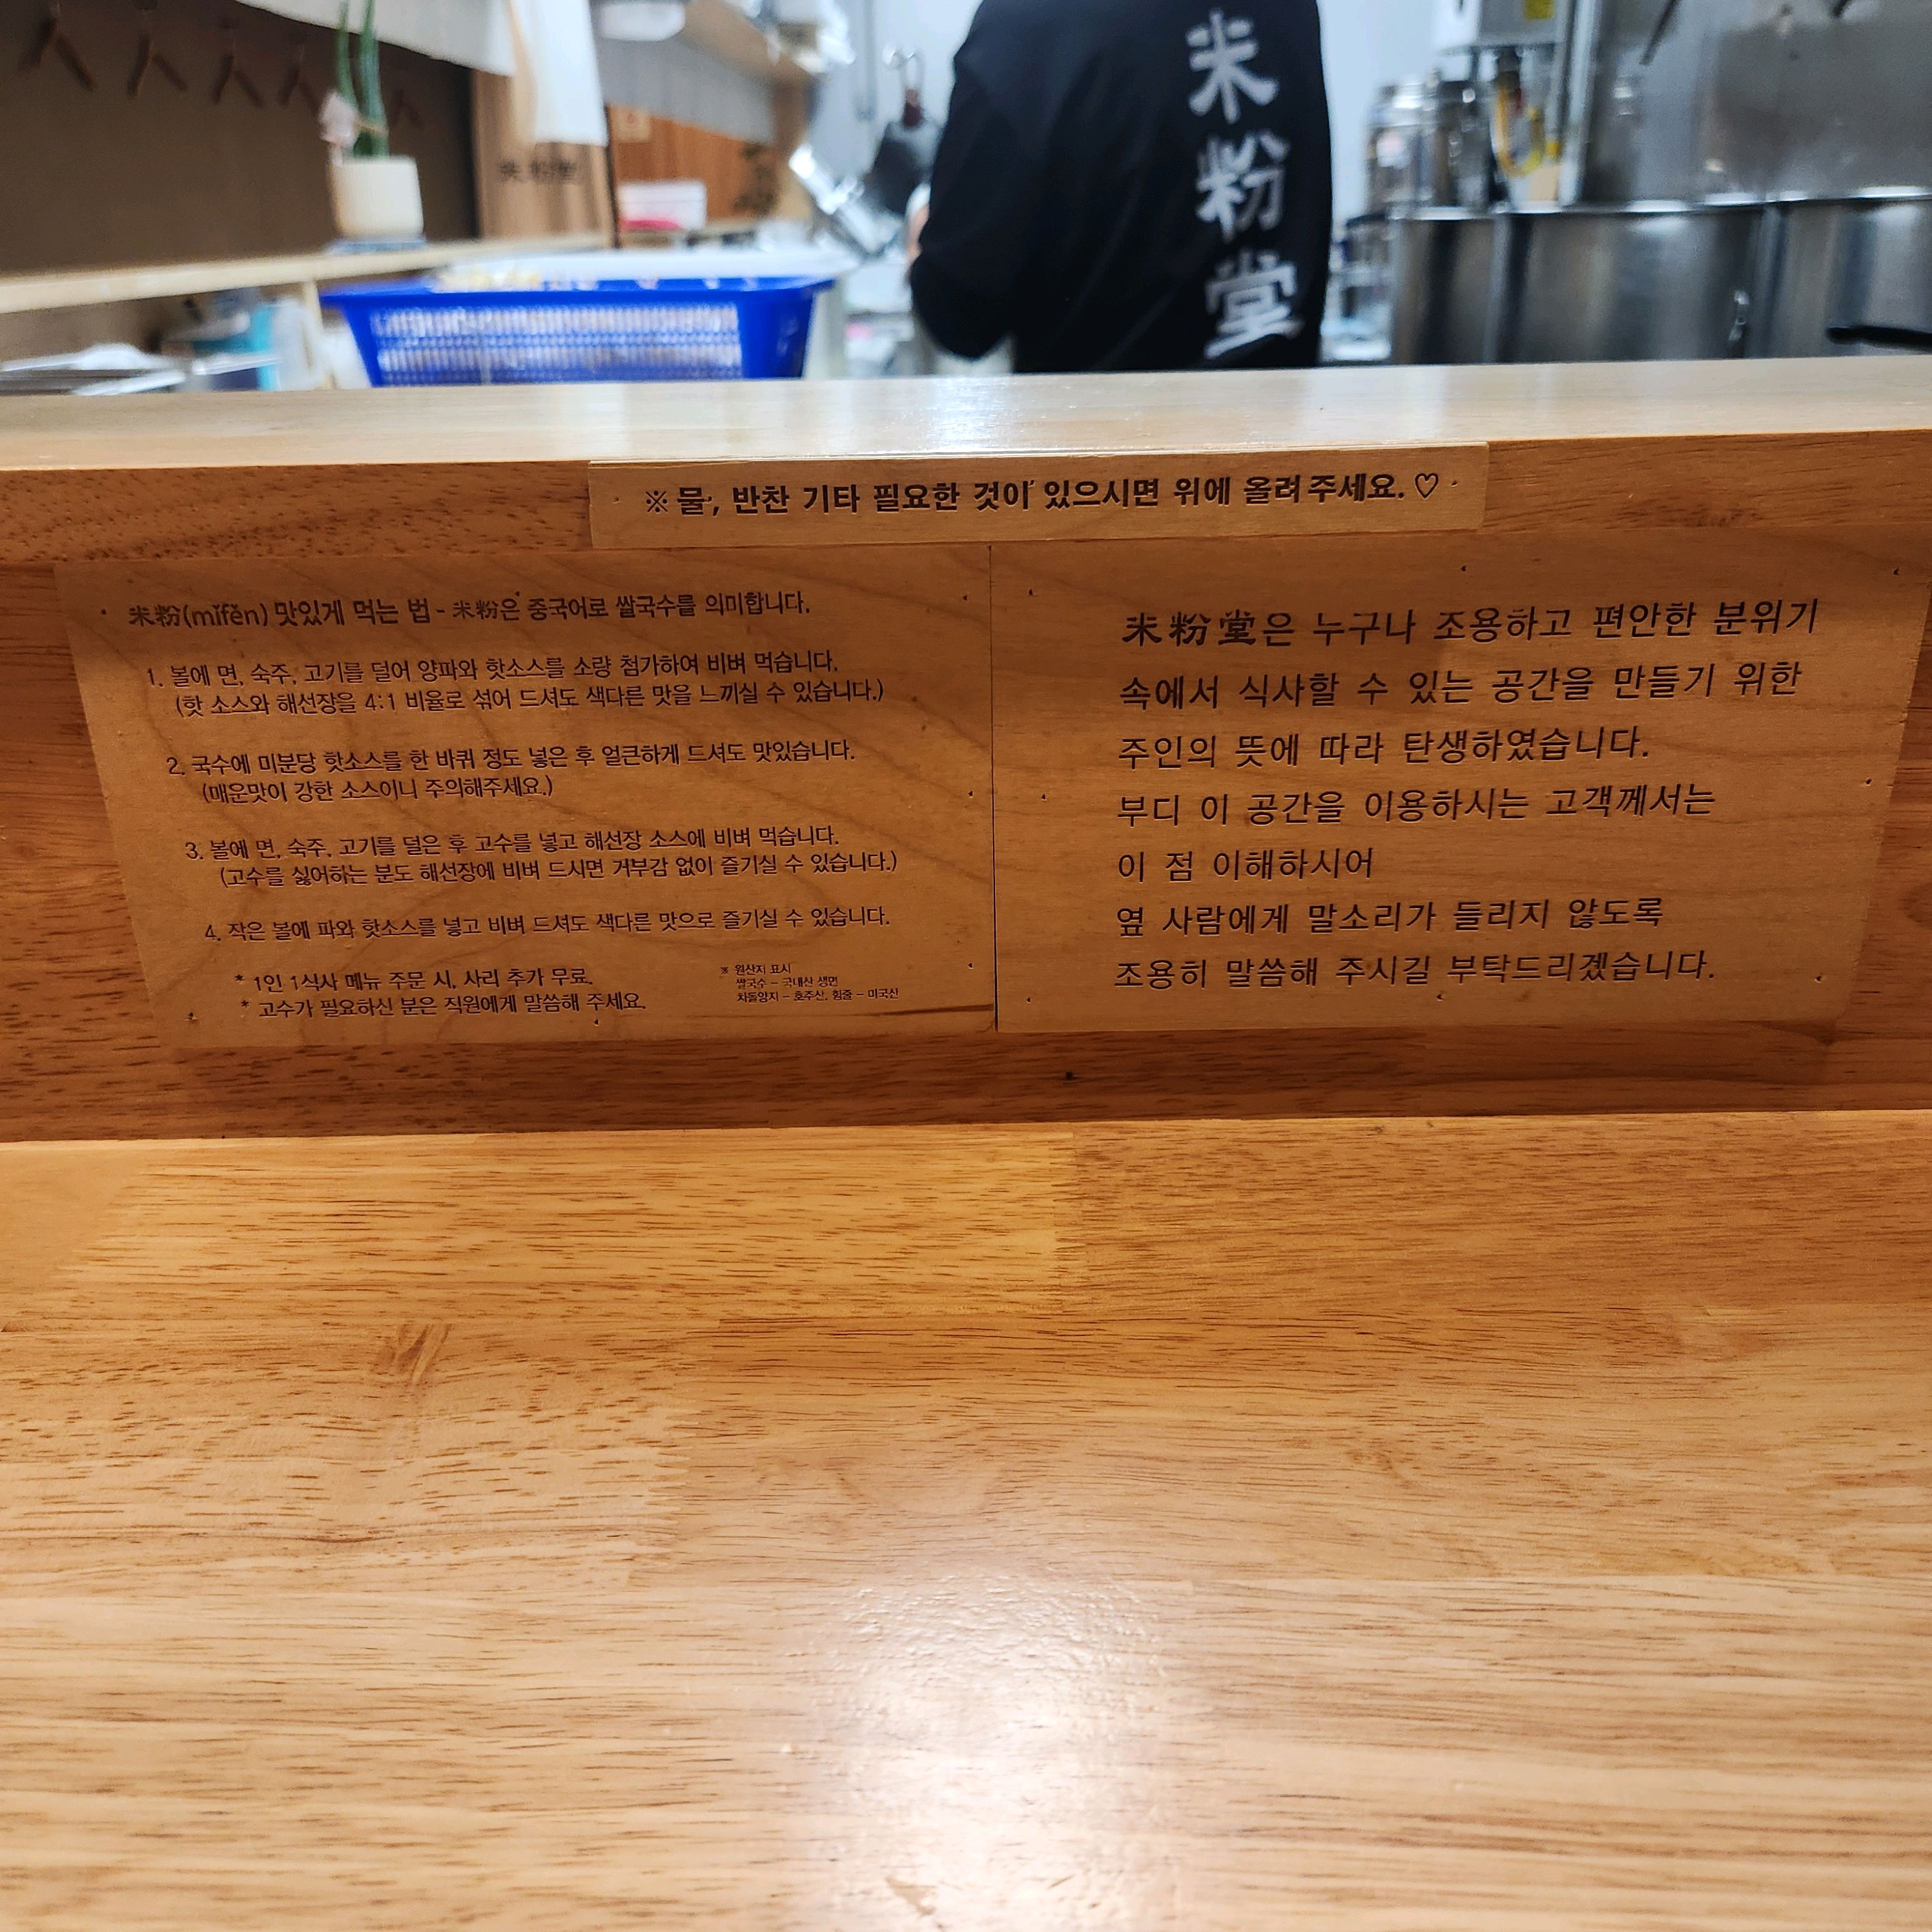 米粉堂
※ 물, 반찬 기타 필요한 것이 있으시면 위에 올려주세요. ♡
米粉(mǐfěn) 맛있게 먹는 법 - 米粉은 중국어로 쌀국수를 의미합니다.
1. 볼에 면, 숙주, 고기를 덜어 양파와 핫소스를 소량 첨가하여 비벼 먹습니다.
(핫 소스와 해선장을 4:1 비율로 섞어 드셔도 색다른 맛을 느끼실 수 있습니다.)
2. 국수에 미분당 핫소스를 한 바퀴 정도 넣은 후 얼큰하게 드셔도 맛있습니다.
(매운맛이 강한 소스이니 주의해주세요.)
3. 볼에 면, 숙주, 고기를 덜은 후 고수를 넣고 해선장 소스에 비벼 먹습니다.
(고수를 싫어하는 분도 해선장에 비벼 드시면 거부감 없이 즐기실 수 있습니다.)
4. 작은 볼에 파와 핫소스를 넣고 비벼 드셔도 색다른 맛으로 즐기실 수 있습니다.
* 1인 1식사 메뉴 주문 시, 사리 추가 무료.
* 고수가 필요하신 분은 직원에게 말씀해 주세요.
※ 원산지 표시
쌀국수 – 국내산 생면
차돌양지 – 호주산, 힘줄 – 미국산
米粉堂은 누구나 조용하고 편안한 분위기
속에서 식사할 수 있는 공간을 만들기 위한
주인의 뜻에 따라 탄생하였습니다.
부디 이 공간을 이용하시는 고객께서는
이 점 이해하시어
옆 사람에게 말소리가 들리지 않도록
조용히 말씀해 주시길 부탁드리겠습니다.